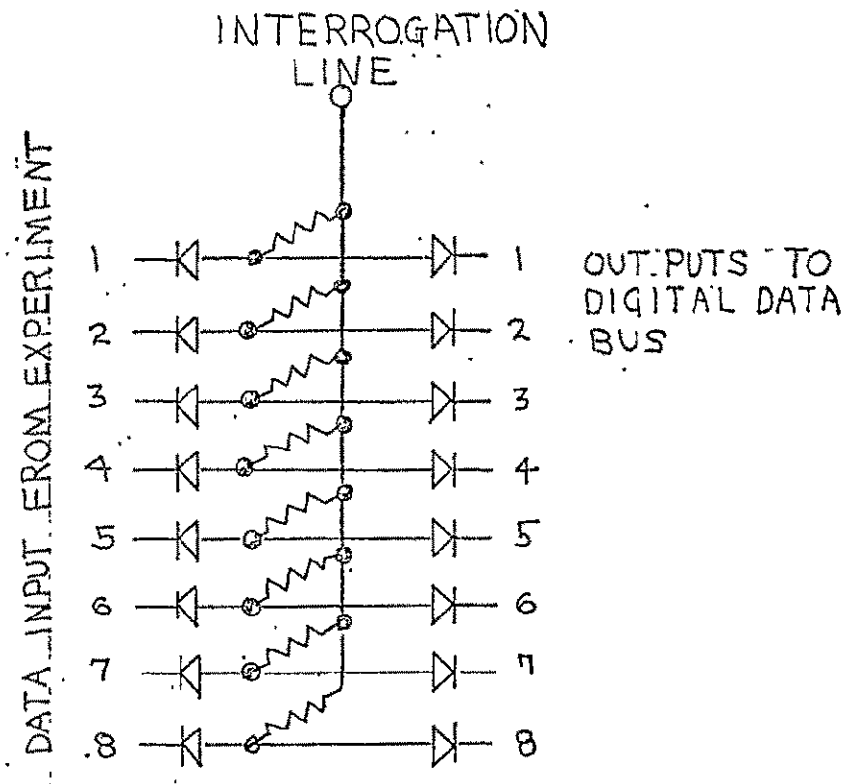 INTERROGATION
LINE
DATA INPUT FROM EXPERIMENT
1 1
2 2
3 3
4 4
5 5
6 6
7 7
8 8
OUTPUTS TO
DIGITAL DATA
BUS